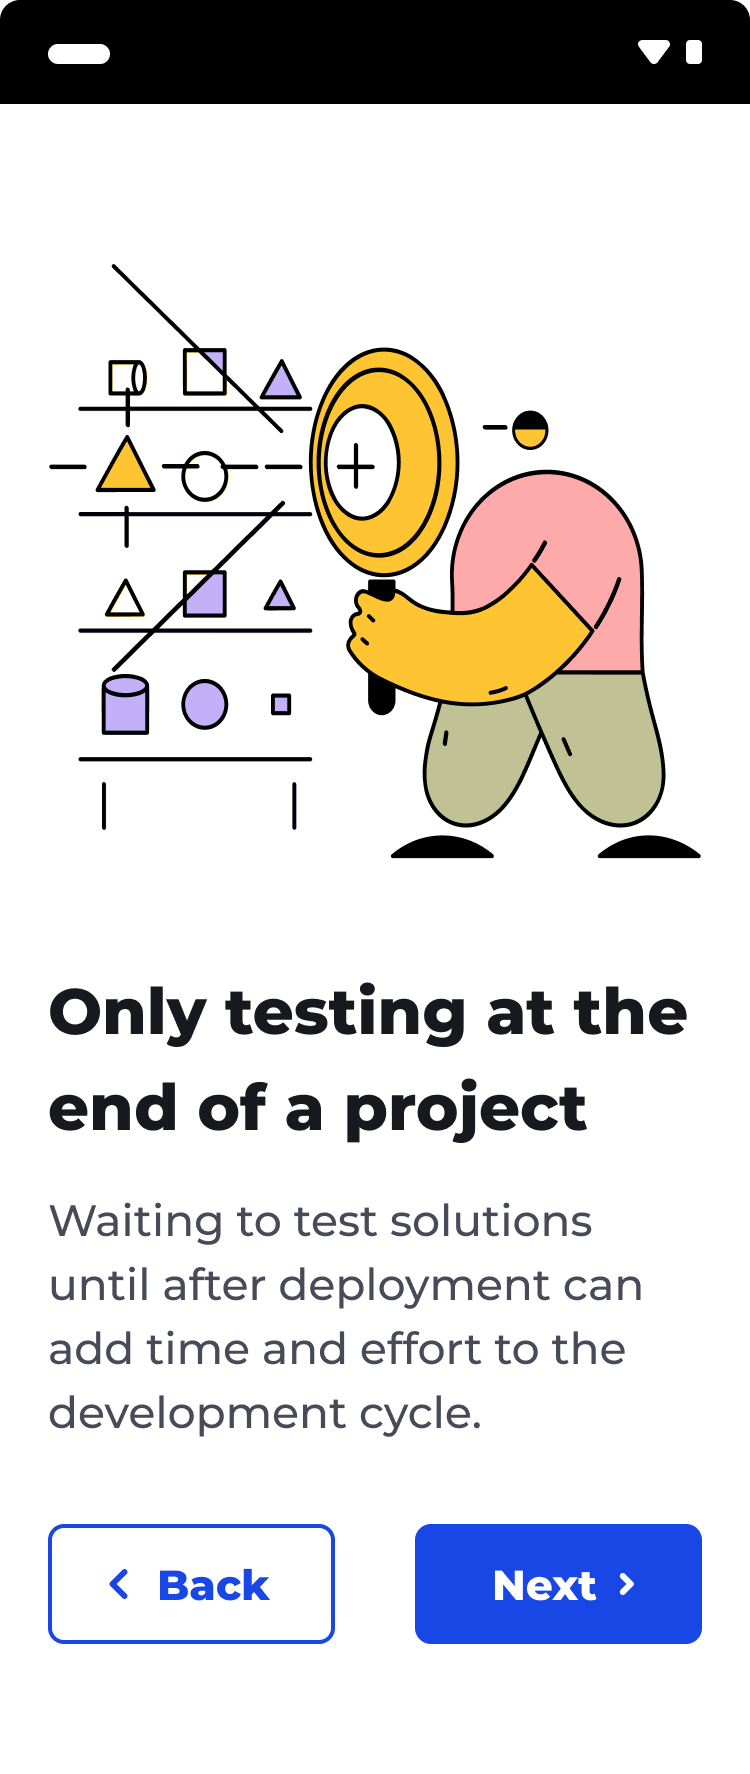 Only testing at the
end of a project
Waiting to test solutions
until after deployment can
add time and effort to the
development cycle.
Back
Next